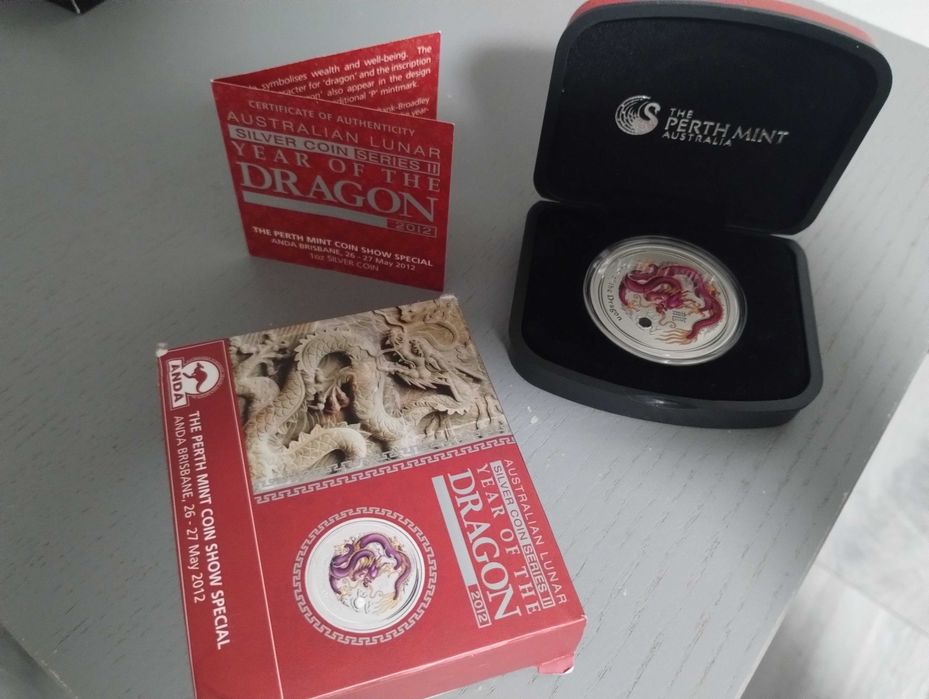 symbolises wealth and well-being. The
character for 'dragon' and the inscription
also appear in the design
'P' mintmark.
CERTIFICATE OF AUTHENTICITY
AUSTRALIAN LUNAR
SILVER COIN SERIES II
YEAR OF THE
DRAGON
2012
THE PERTH MINT COIN SHOW SPECIAL
ANDA BRISBANE, 26 - 27 May 2012
1oz SILVER COIN
THE
PERTH MINT
AUSTRALIA
the Dragon
ANDA
THE PERTH MINT COIN SHOW SPECIAL
ANDA BRISBANE, 26 - 27 May 2012
AUSTRALIAN LUNAR
SILVER COIN SERIES II
YEAR OF THE
DRAGON
2012